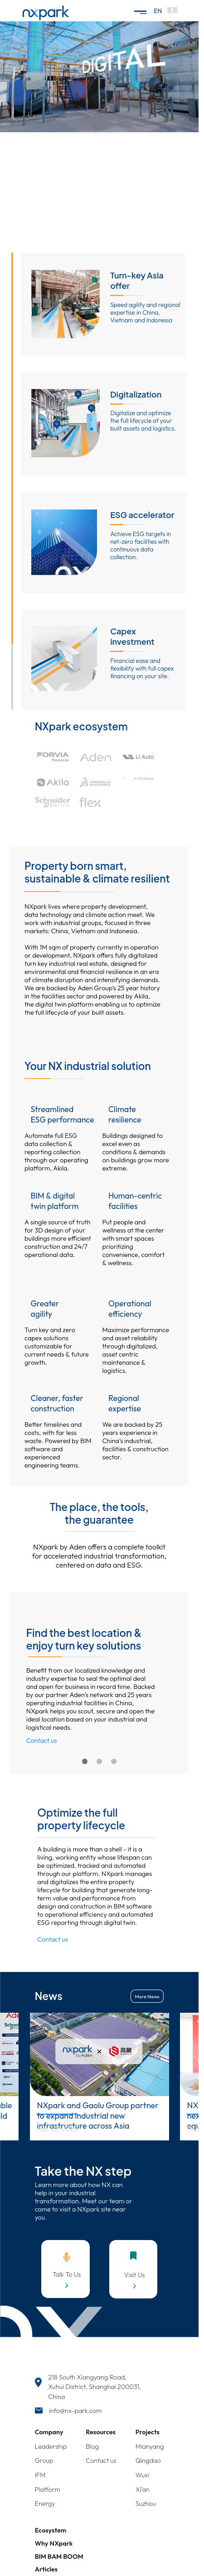 nxpark
EN
DIGITAL
Turn-key Asia
offer
Speed agility and regional
expertise in China,
Vietnam and Indonesia
Digitalization
Digitalize and optimize
the full lifecycle of your
built assets and logistics.
ESG accelerator
Achieve ESG targets in
net-zero facilities with
continuous data
collection.
Capex
investment
Financial ease and
flexibility with full capex
financing on your site.
NXpark ecosystem
FORVIA
Aden
Li Auto
Akila
Schneider
flex
Property born smart,
sustainable & climate resilient
NXpark lives where property development,
data technology and climate action meet. We
work with industrial groups, focused in three
markets: China, Vietnam and Indonesia.
With 1M sqm of property currently in operation
or development, NXpark offers fully digitalized
turn key industrial real estate, designed for
environmental and financial resilience in an era
of climate disruption and intensifying demands.
We are backed by Aden Group's 25 year history
in the facilities sector and powered by Akila,
the digital twin platform enabling us to optimize
the full lifecycle of your built assets.
Your NX industrial solution
Streamlined
ESG performance
Automate full ESG
data collection &
reporting collection
through our operating
platform, Akila.
Climate
resilience
Buildings designed to
excel even as
conditions & demands
on buildings grow more
extreme.
BIM & digital
twin platform
A single source of truth
for 3D design of your
buildings more efficient
construction and 24/7
operational data.
Human-centric
facilities
Put people and
wellness at the center
with smart spaces
prioritizing
convenience, comfort
& wellness.
Greater
agility
Turn key and zero
capex solutions
customizable for
current needs & future
growth.
Operational
efficiency
Maximize performance
and asset reliability
through digitalized,
asset centric
maintenance &
logistics.
Cleaner, faster
construction
Better timelines and
costs, with far less
waste. Powered by BIM
software and
experienced
engineering teams.
Regional
expertise
We are backed by 25
years experience in
China's industrial,
facilities & construction
sector.
The place, the tools,
the guarantee
NXpark by Aden offers a complete toolkit
for accelerated industrial transformation,
centered on data and ESG.
Find the best location &
enjoy turn key solutions
Benefit from our localized knowledge and
industry expertise to seal the optimal deal
and open for business in record time. Backed
by our partner Aden's network and 25 years
operating industrial facilities in China,
NXpark helps you scout, secure and open the
ideal location based on your industrial and
logistical needs.
Contact us
Optimize the full
property lifecycle
A building is more than a shell - it is a
living, working entity whose lifespan can
be optimized, tracked and automated
through our platform. NXpark manages
and digitalizes the entire property
lifecycle for building that generate long-
term value and performance from
design and construction in BIM software
to operational efficiency and automated
ESG reporting through digital twin.
Contact us
News
More News
nxpark
by Aden
×
NXpark and Gaolu Group partner
to expand industrial new
infrastructure across Asia
Take the NX step
Learn more about how NX can
help in your industrial
transformation. Meet our team or
come to visit a NXpark site near
you.
Talk To Us
Visit Us
218 South Xiangyang Road,
Xuhui District, Shanghai 200031,
China
info@nx-park.com
Company
Leadership
Group
IFM
Platform
Energy
Resources
Blog
Contact us
Projects
Mianyang
Qingdao
Wuxi
Xi'an
Suzhou
Ecosystem
Why NXpark
BIM BAM BOOM
Articles